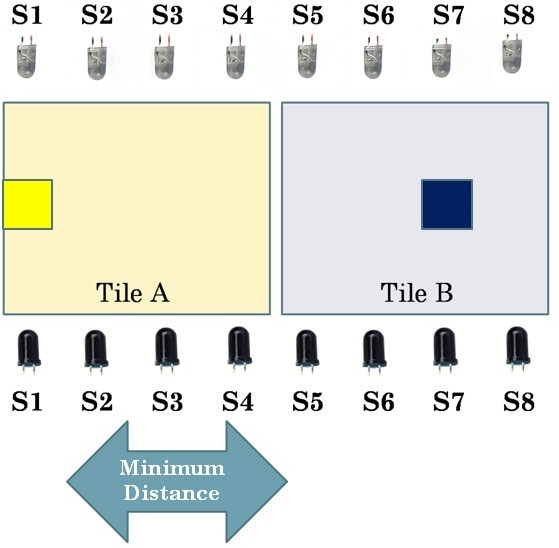 S1 S2 S3 S4 S5 S6 S7 S8
Tile A
Tile B
S1 S2 S3 S4 S5 S6 S7 S8
Minimum
Distance